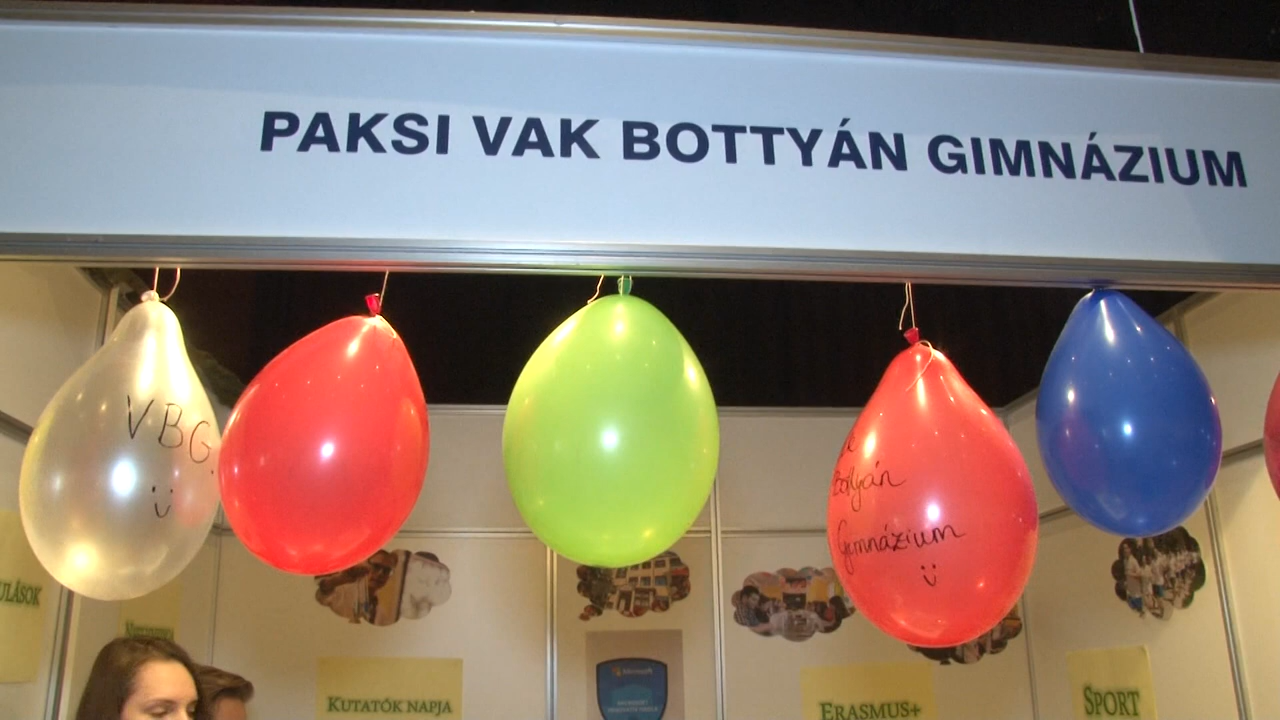 PAKSI VAK BOTTYÁN GIMNÁZIUM
VBG.
Bottyán
Gimnázium
KUTATÓK NAPJA
ERASMUS+
SPORT